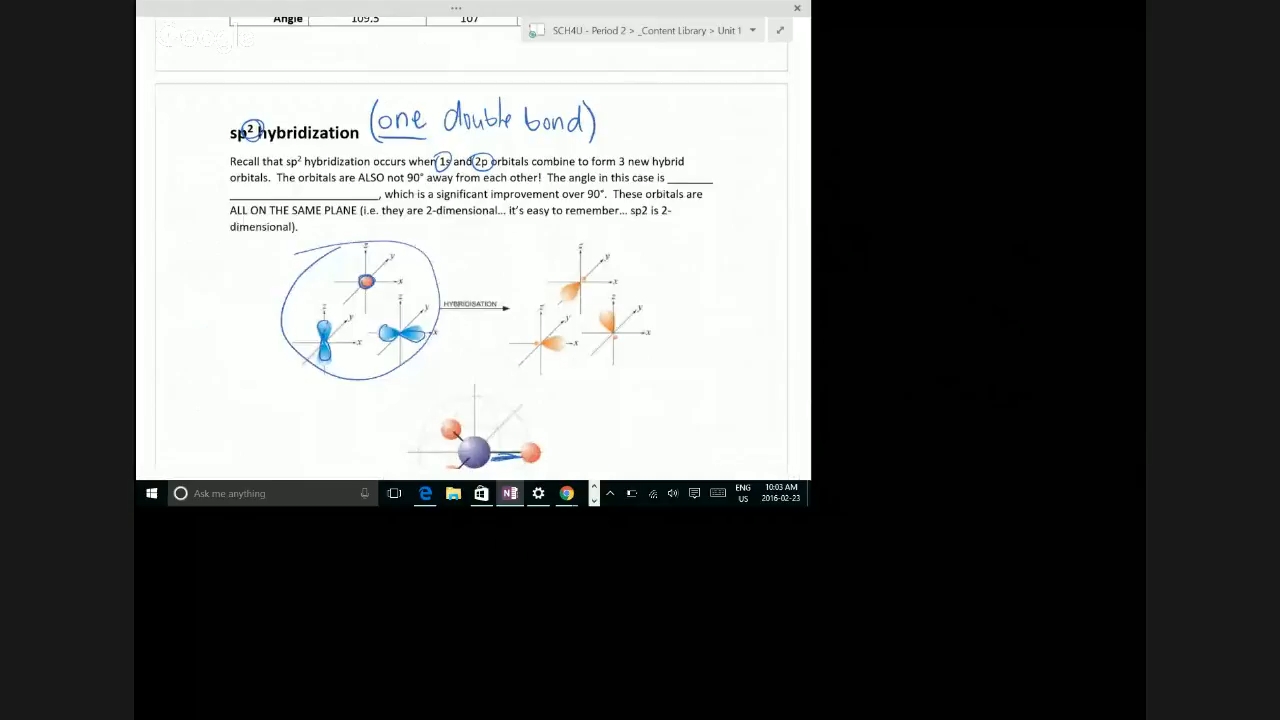 ...
Angle 109.5 107
SCH4U - Period 2 > _Content Library > Unit 1
Google
sp² hybridization (one double bond)
Recall that sp² hybridization occurs when 1s and 2p orbitals combine to form 3 new hybrid
orbitals. The orbitals are ALSO not 90° away from each other! The angle in this case is ________
__________________________, which is a significant improvement over 90°. These orbitals are
ALL ON THE SAME PLANE (i.e. they are 2-dimensional... it's easy to remember... sp2 is 2-
dimensional).
z y x
z y x
z y x
HYBRIDISATION
z y x
z y x
z y x
Ask me anything
ENG
US
10:03 AM
2016-02-23